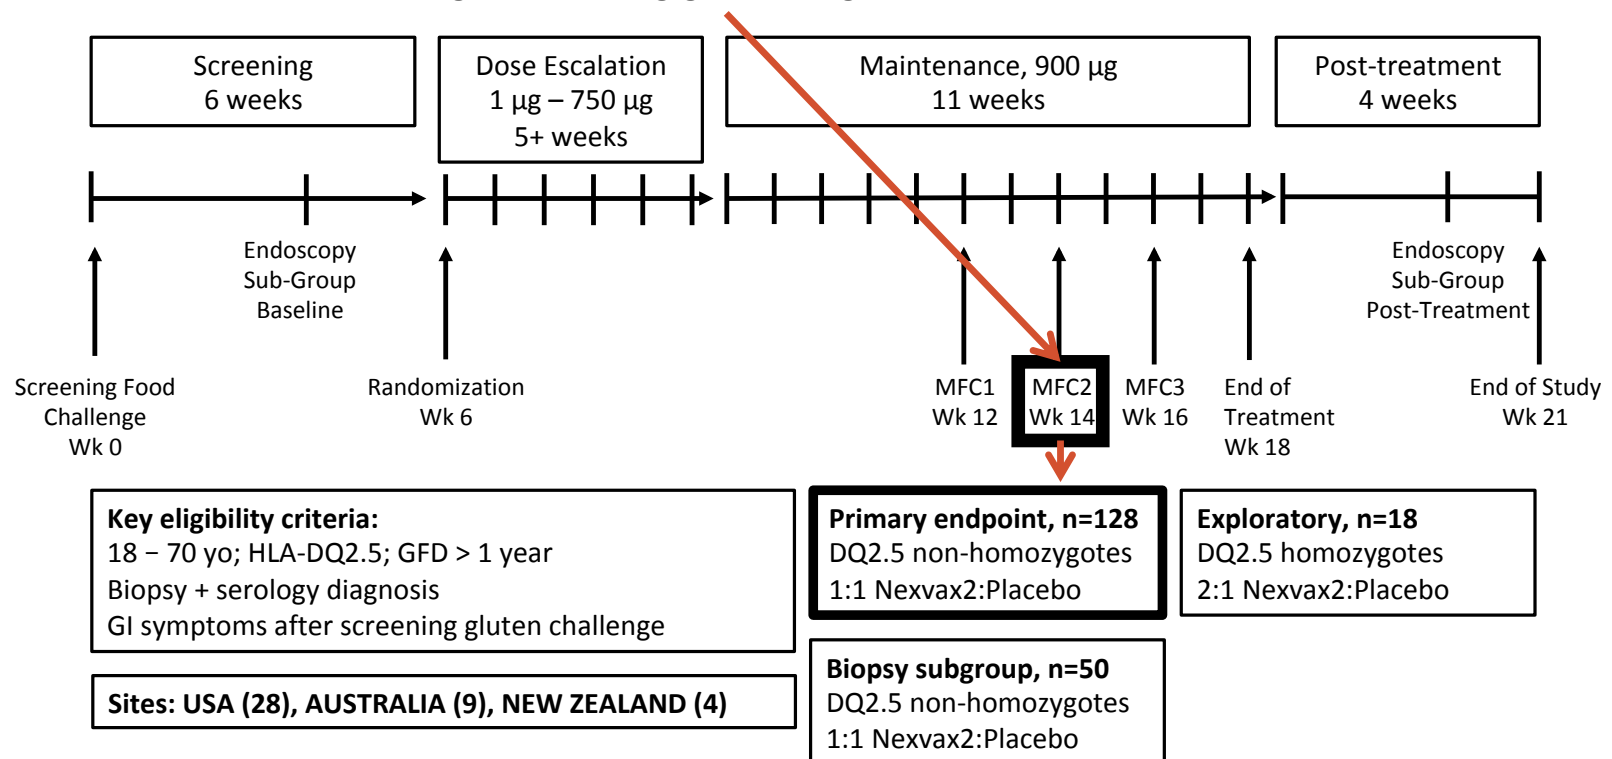 Screening
6 weeks
Dose Escalation
1 µg – 750 µg
5+ weeks
Maintenance, 900 µg
11 weeks
Post-treatment
4 weeks
Endoscopy
Sub-Group
Baseline
Endoscopy
Sub-Group
Post-Treatment
Screening Food
Challenge
Wk 0
Randomization
Wk 6
MFC1
Wk 12
MFC2
Wk 14
MFC3
Wk 16
End of
Treatment
Wk 18
End of Study
Wk 21
Key eligibility criteria:
18 − 70 yo; HLA-DQ2.5; GFD > 1 year
Biopsy + serology diagnosis
GI symptoms after screening gluten challenge
Sites: USA (28), AUSTRALIA (9), NEW ZEALAND (4)
Primary endpoint, n=128
DQ2.5 non-homozygotes
1:1 Nexvax2:Placebo
Exploratory, n=18
DQ2.5 homozygotes
2:1 Nexvax2:Placebo
Biopsy subgroup, n=50
DQ2.5 non-homozygotes
1:1 Nexvax2:Placebo